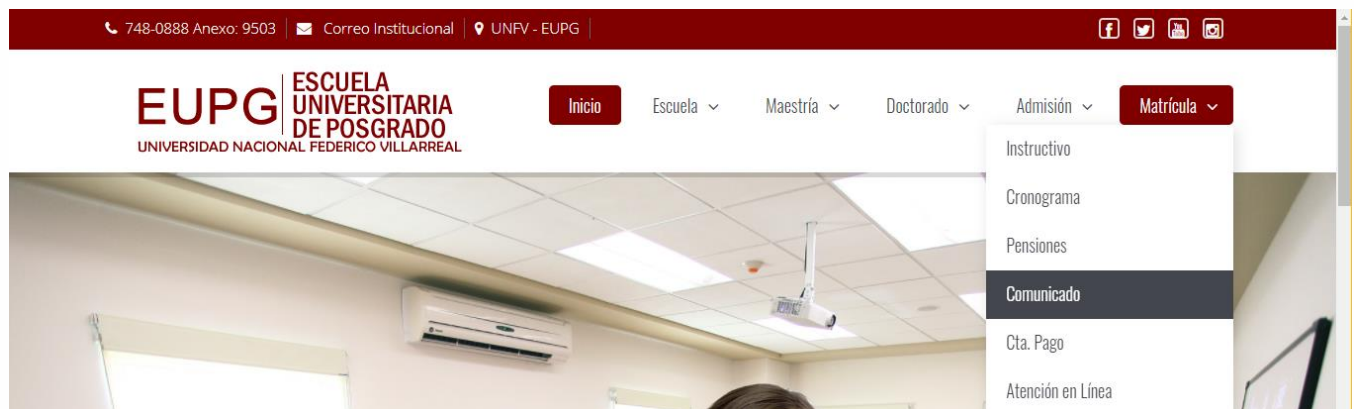 748-0888 Anexo: 9503 Correo Institucional UNFV - EUPG
EUPG
ESCUELA
UNIVERSITARIA
DE POSGRADO
UNIVERSIDAD NACIONAL FEDERICO VILLARREAL
Inicio Escuela Maestría Doctorado Admisión Matrícula
Instructivo
Cronograma
Pensiones
Comunicado
Cta. Pago
Atención en Línea